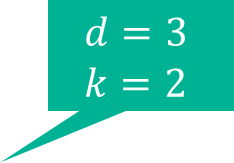 d = 3
k = 2